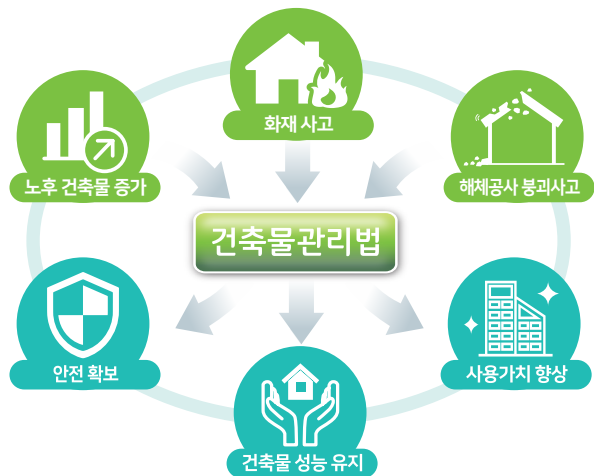 화재 사고
노후 건축물 증가
해체공사 붕괴사고
건축물관리법
안전 확보
사용가치 향상
건축물 성능 유지